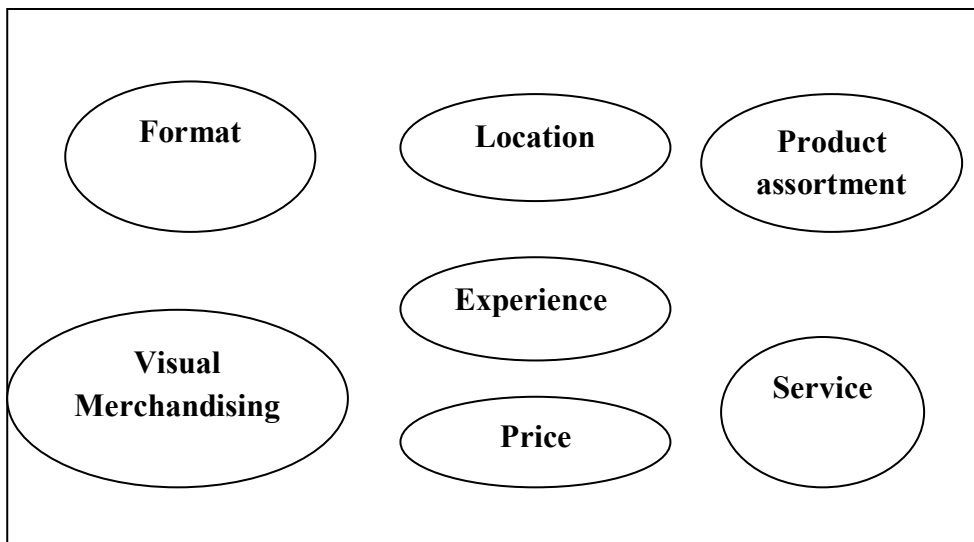 Format
Location
Product
assortment
Experience
Visual
Merchandising
Service
Price